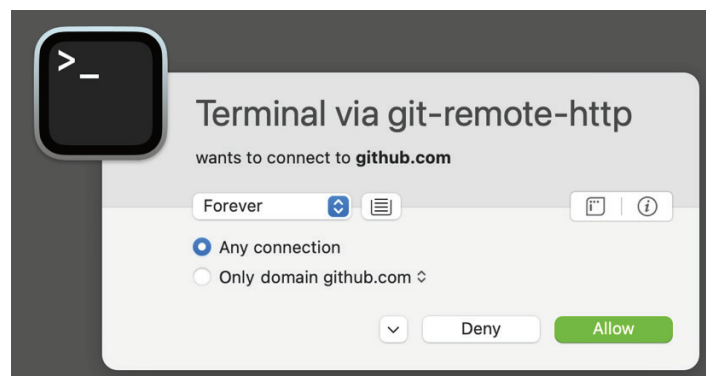 >_
Terminal via git-remote-http
wants to connect to github.com
Forever
Any connection
Only domain github.com
Deny
Allow